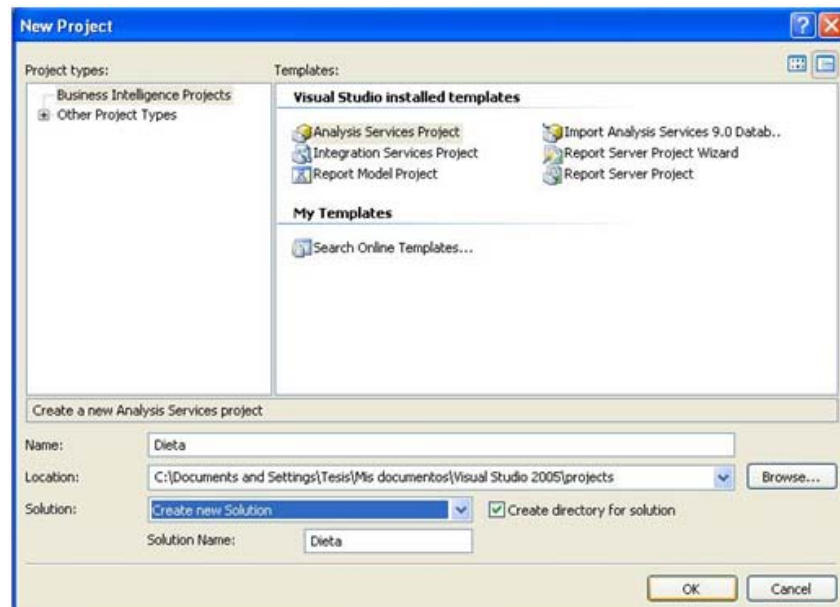 New Project
Project types:
Templates:
Business Intelligence Projects
Other Project Types
Visual Studio installed templates
Analysis Services Project
Import Analysis Services 9.0 Datab..
Integration Services Project
Report Server Project Wizard
Report Model Project
Report Server Project
My Templates
Search Online Templates...
Create a new Analysis Services project
Name:
Dieta
Location:
C:\Documents and Settings\Tesis\Mis documentos\Visual Studio 2005\projects
Browse...
Solution:
Create new Solution
Create directory for solution
Solution Name:
Dieta
OK
Cancel